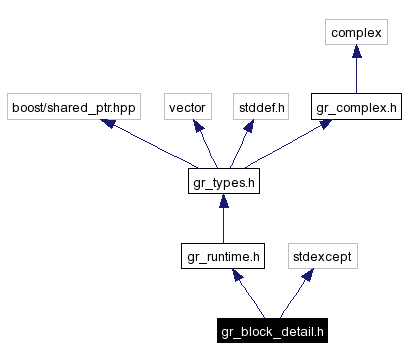 complex
boost/shared_ptr.hpp
vector
stddef.h
gr_complex.h
gr_types.h
gr_runtime.h
stdexcept
gr_block_detail.h